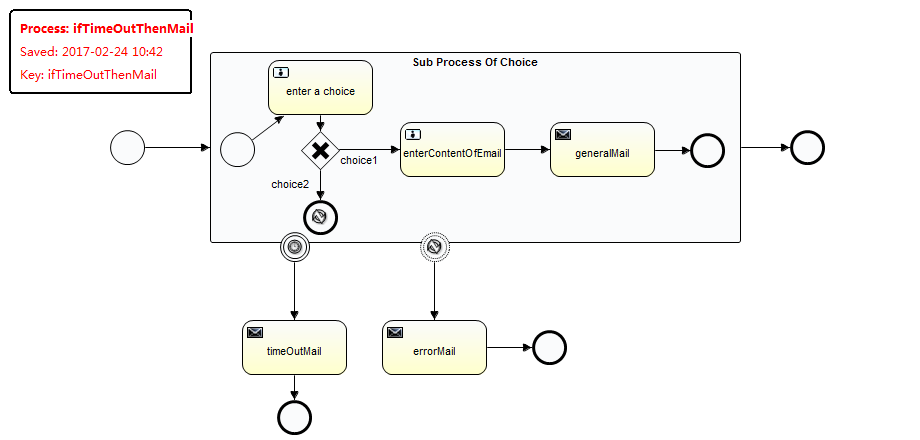 Process: ifTimeOutThenMail
Saved: 2017-02-24 10:42
Key: ifTimeOutThenMail
Sub Process Of Choice
enter a choice
choice1
enterContentOfEmail
generalMail
choice2
timeOutMail
errorMail